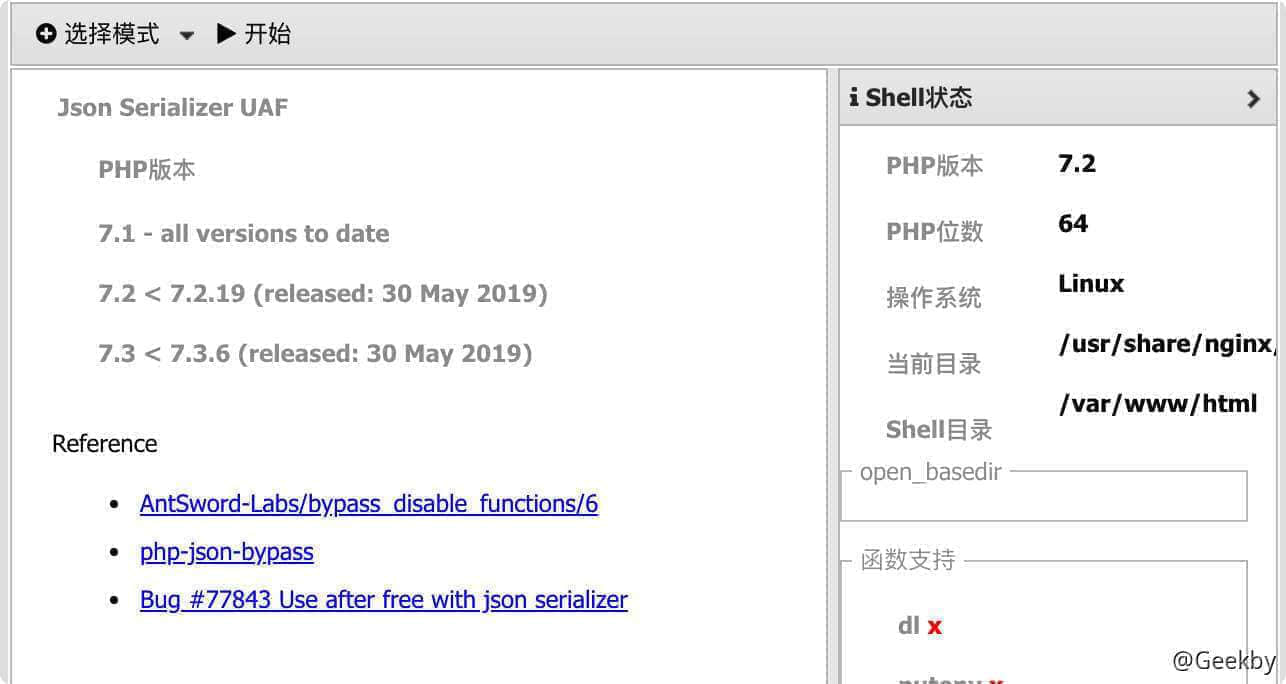 选择模式 开始
Json Serializer UAF
PHP版本
7.1 - all versions to date
7.2 < 7.2.19 (released: 30 May 2019)
7.3 < 7.3.6 (released: 30 May 2019)
Reference
AntSword-Labs/bypass_disable_functions/6
php-json-bypass
Bug #77843 Use after free with json serializer
Shell状态
PHP版本 7.2
PHP位数 64
操作系统 Linux
当前目录 /usr/share/nginx/
Shell目录 /var/www/html
open_basedir
函数支持
dl x
putenv x
@Geekby